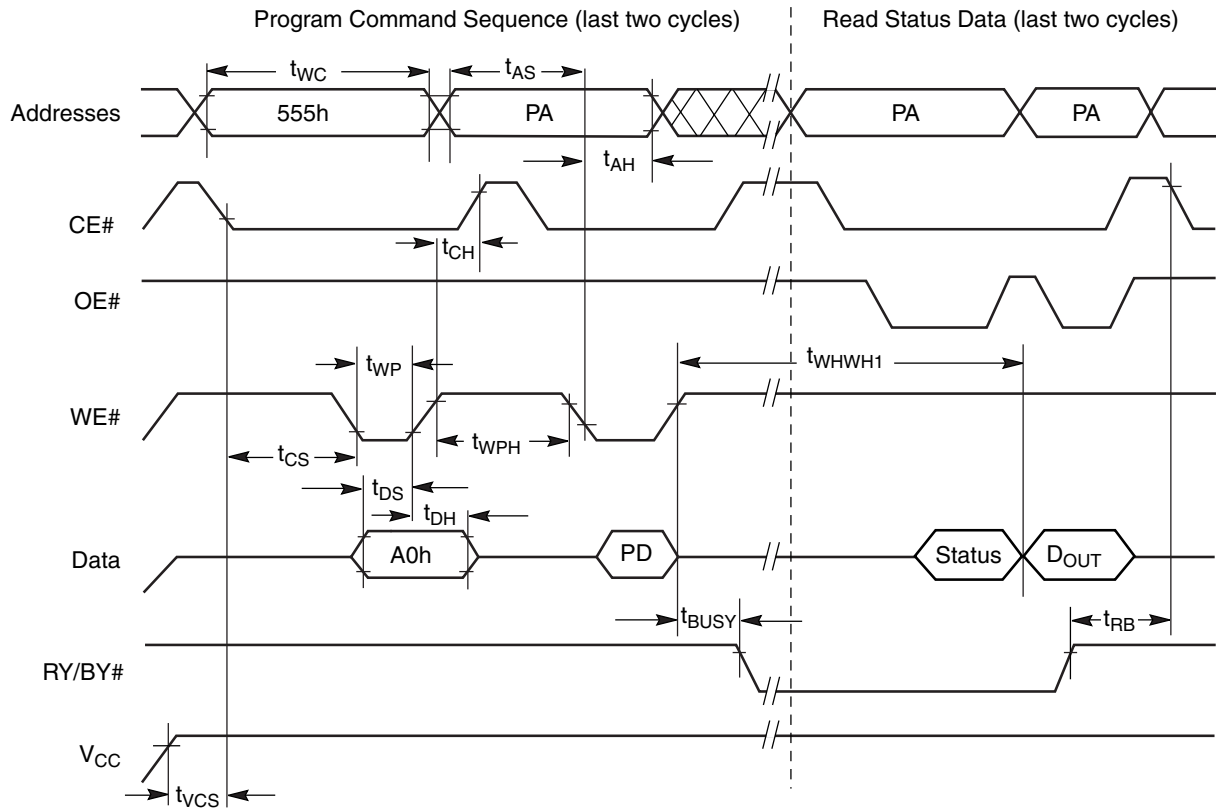 Program Command Sequence (last two cycles) Read Status Data (last two cycles)
tWC tAS
Addresses 555h PA PA PA
tAH
CE#
tCH
OE#
tWP tWHWH1
WE#
tWPH
tCS
tDS
tDH
Data A0h PD Status DOUT
tBUSY tRB
RY/BY#
VCC
tVCS